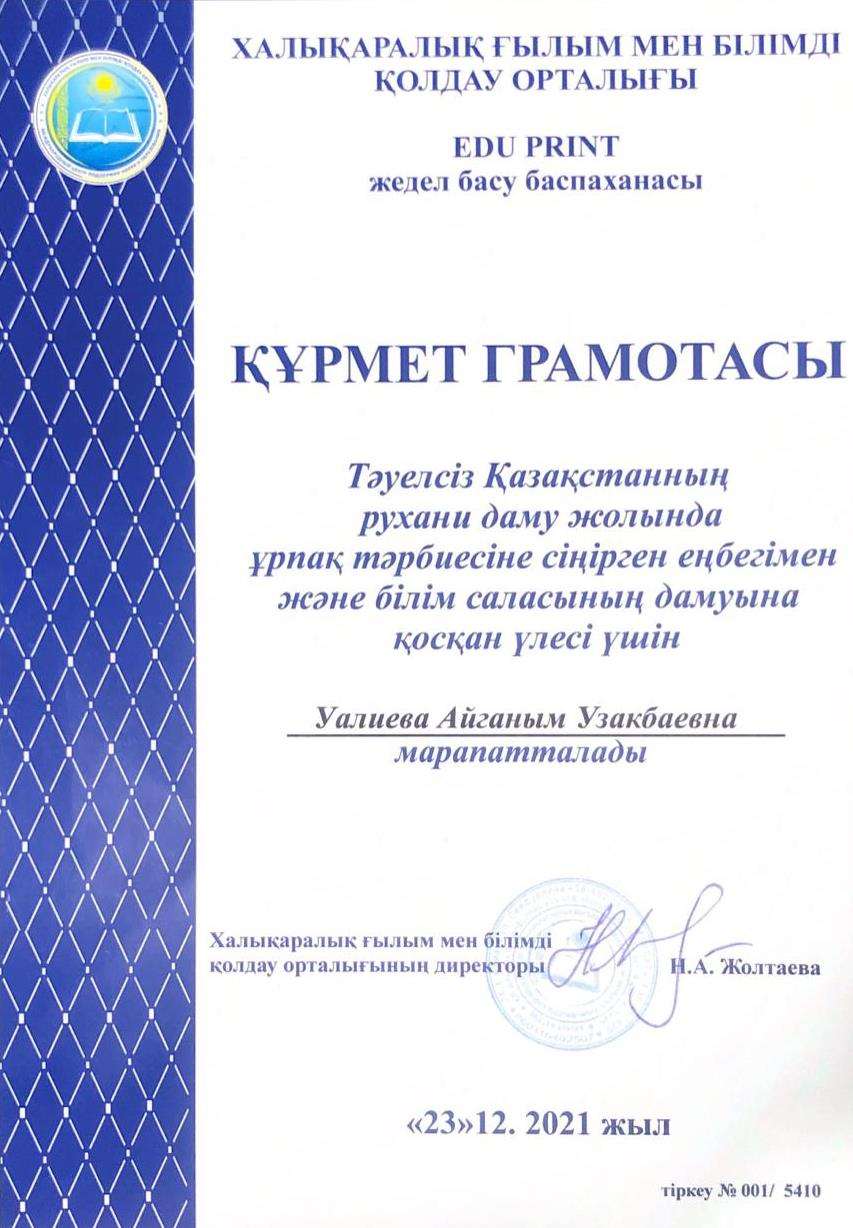 ХАЛЫҚАРАЛЫҚ ҒЫЛЫМ МЕН БІЛІМДІ
ҚОЛДАУ ОРТАЛЫҒЫ
EDU PRINT
жедел басу баспаханасы
ҚҰРМЕТ ГРАМОТАСЫ
Тәуелсіз Қазақстанның
рухани даму жолында
ұрпақ тәрбиесіне сіңірген еңбегімен
және білім саласының дамуына
қосқан үлесі үшін
Уалиева Айганым Узакбаевна
марапатталады
Халықаралық ғылым мен білімді
қолдау орталығының директоры
Н.А. Жолтаева
«23»12. 2021 жыл
тіркеу № 001/ 5410